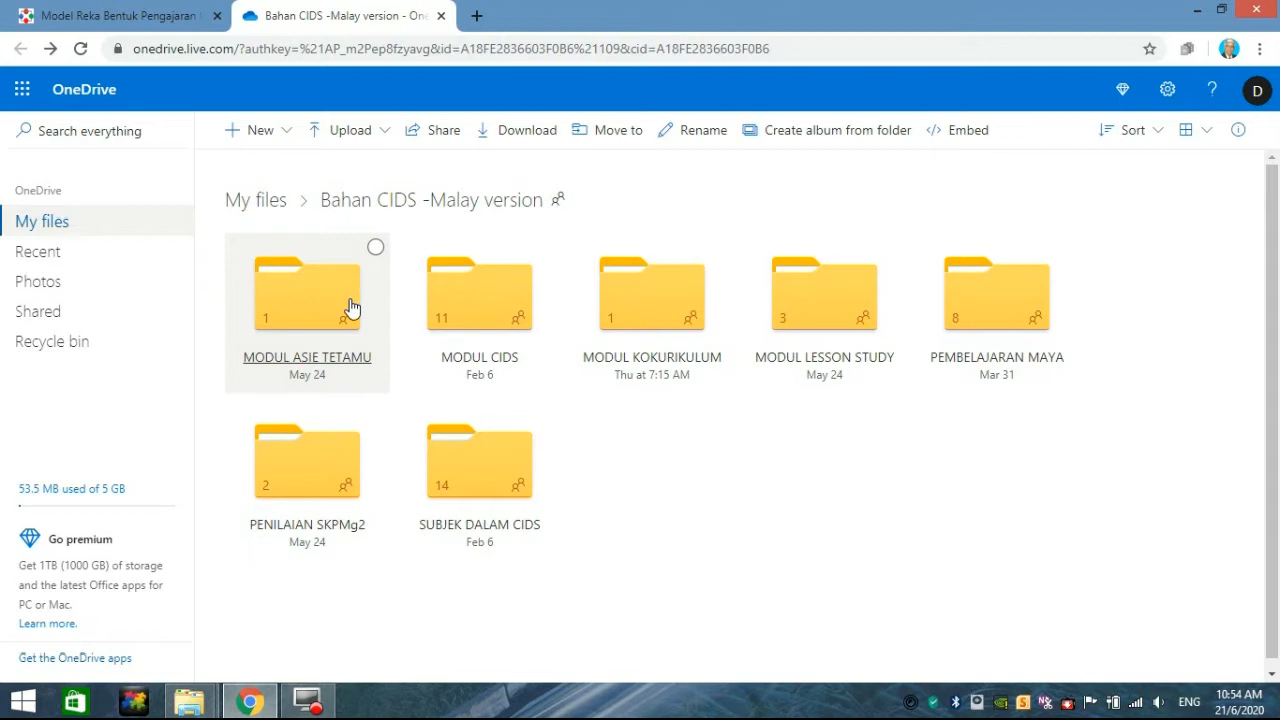 Model Reka Bentuk Pengajaran
Bahan CIDS -Malay version - One
onedrive.live.com/?authkey=%21AP_m2Pep8fzyavg&id=A18FE2836603F0B6%21109&cid=A18FE2836603F0B6
OneDrive
? D
Search everything
New Upload Share Download Move to Rename Create album from folder Embed Sort
OneDrive
My files
Recent
Photos
Shared
Recycle bin
My files > Bahan CIDS -Malay version
1 11 1 3 8
MODUL ASIE TETAMU MODUL CIDS MODUL KOKURIKULUM MODUL LESSON STUDY PEMBELAJARAN MAYA
May 24 Feb 6 Thu at 7:15 AM May 24 Mar 31
2 14
PENILAIAN SKPMg2 SUBJEK DALAM CIDS
May 24 Feb 6
53.5 MB used of 5 GB
Go premium
Get 1TB (1000 GB) of storage
and the latest Office apps for
PC or Mac.
Learn more.
Get the OneDrive apps
ENG
10:54 AM
21/6/2020